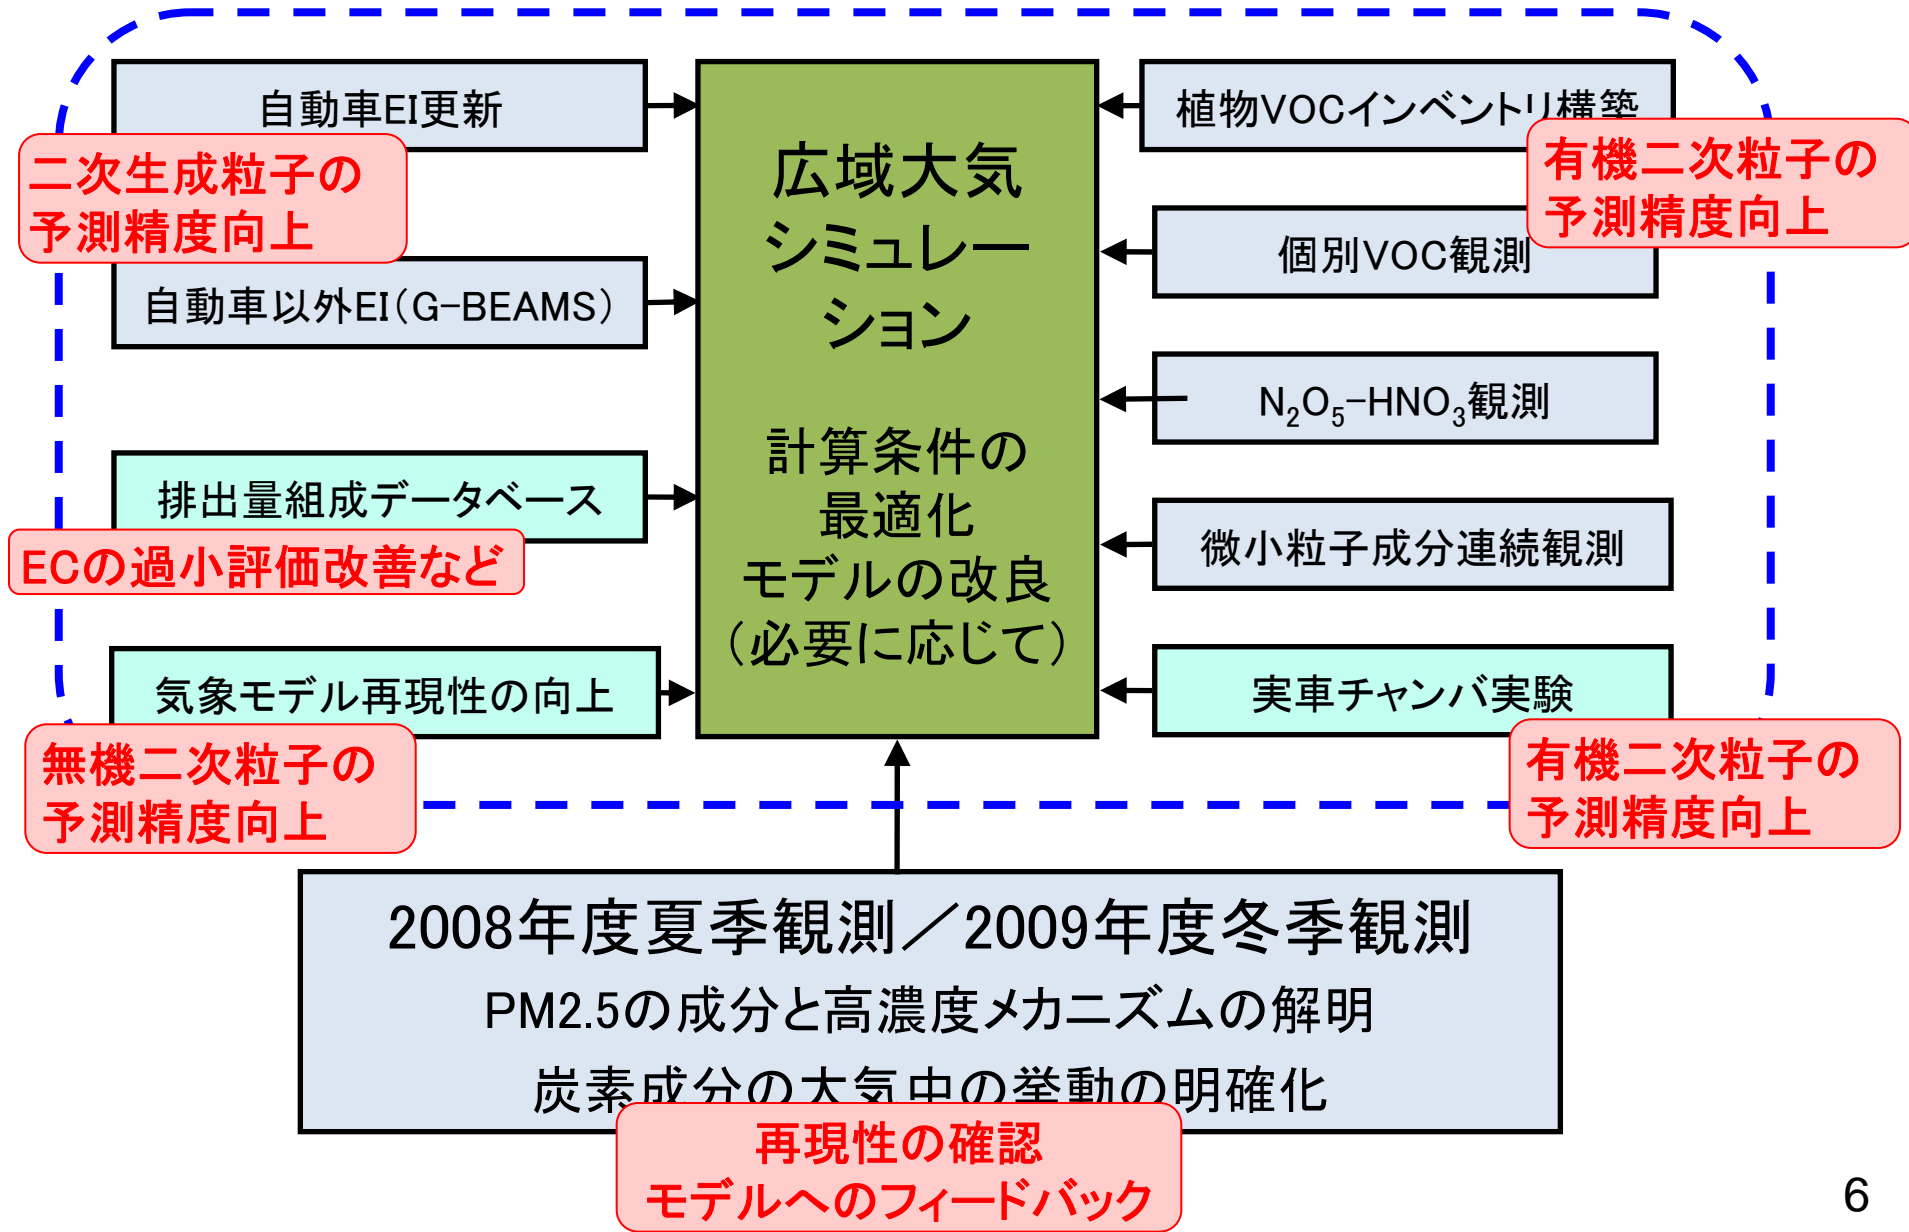 自動車EI更新
二次生成粒子の
予測精度向上
自動車以外EI(G-BEAMS)
排出量組成データベース
ECの過小評価改善など
気象モデル再現性の向上
無機二次粒子の
予測精度向上
広域大気
シミュレー
ション
計算条件の
最適化
モデルの改良
(必要に応じて)
植物VOCインベントリ構築
有機二次粒子の
予測精度向上
個別VOC観測
N₂O₅-HNO₃観測
微小粒子成分連続観測
実車チャンバ実験
有機二次粒子の
予測精度向上
2008年度夏季観測／2009年度冬季観測
PM2.5の成分と高濃度メカニズムの解明
炭素成分の大気中の挙動の明確化
再現性の確認
モデルへのフィードバック
6